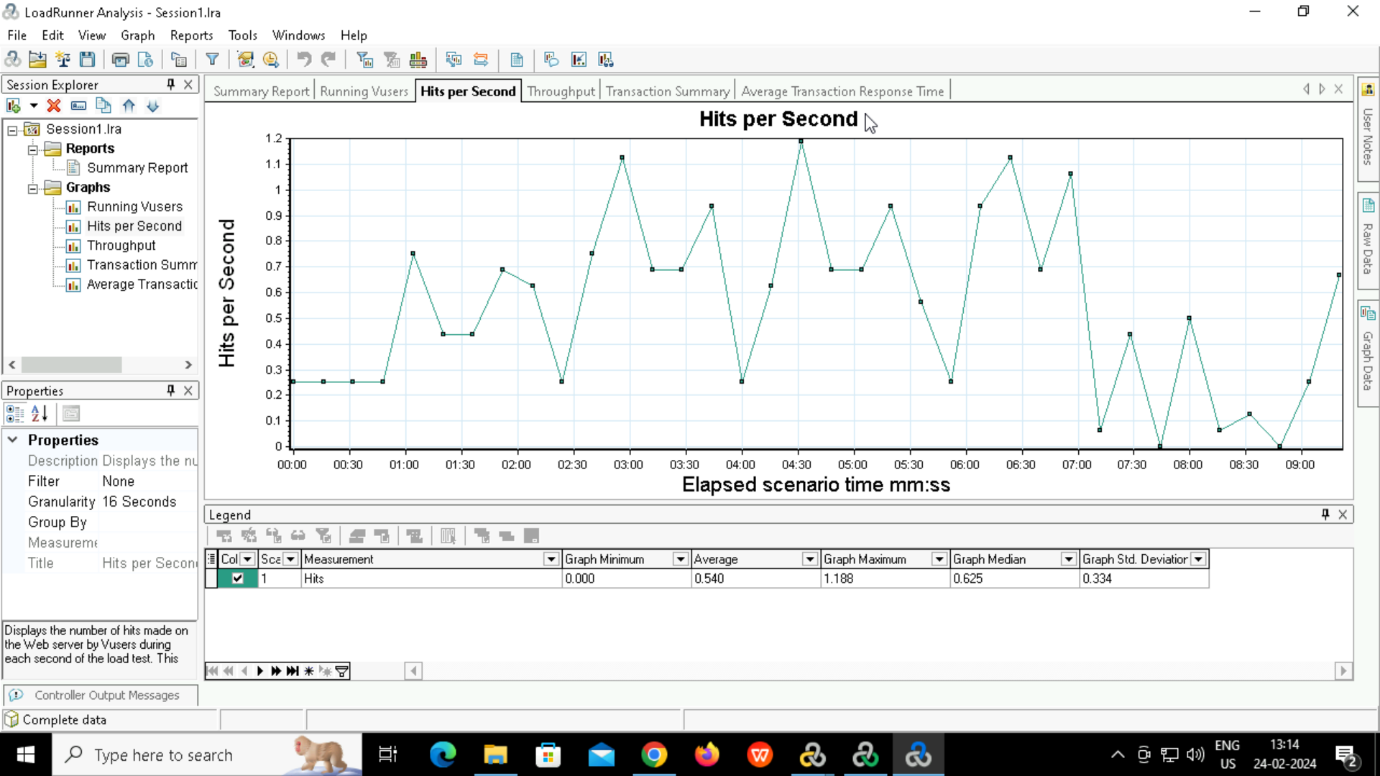 LoadRunner Analysis - Session1.lra
File Edit View Graph Reports Tools Windows Help
Session Explorer
Session1.lra
Reports
Summary Report
Graphs
Running Vusers
Hits per Second
Throughput
Transaction Summ
Average Transactic
Properties
Properties
Description Displays the nu
Filter None
Granularity 16 Seconds
Group By
Measureme
Title Hits per Secon
Displays the number of hits made on
the Web server by Vusers during
each second of the load test. This
Controller Output Messages
Complete data
Summary Report Running Vusers Hits per Second Throughput Transaction Summary Average Transaction Response Time
Hits per Second
Hits per Second
1.2
1.1
1
0.9
0.8
0.7
0.6
0.5
0.4
0.3
0.2
0.1
0
00:00 00:30 01:00 01:30 02:00 02:30 03:00 03:30 04:00 04:30 05:00 05:30 06:00 06:30 07:00 07:30 08:00 08:30 09:00
Elapsed scenario time mm:ss
Legend
Col Sca Measurement Graph Minimum Average Graph Maximum Graph Median Graph Std. Deviation
1 Hits 0.000 0.540 1.188 0.625 0.334
User Notes
Raw Data
Graph Data
Type here to search
ENG
US
13:14
24-02-2024
2